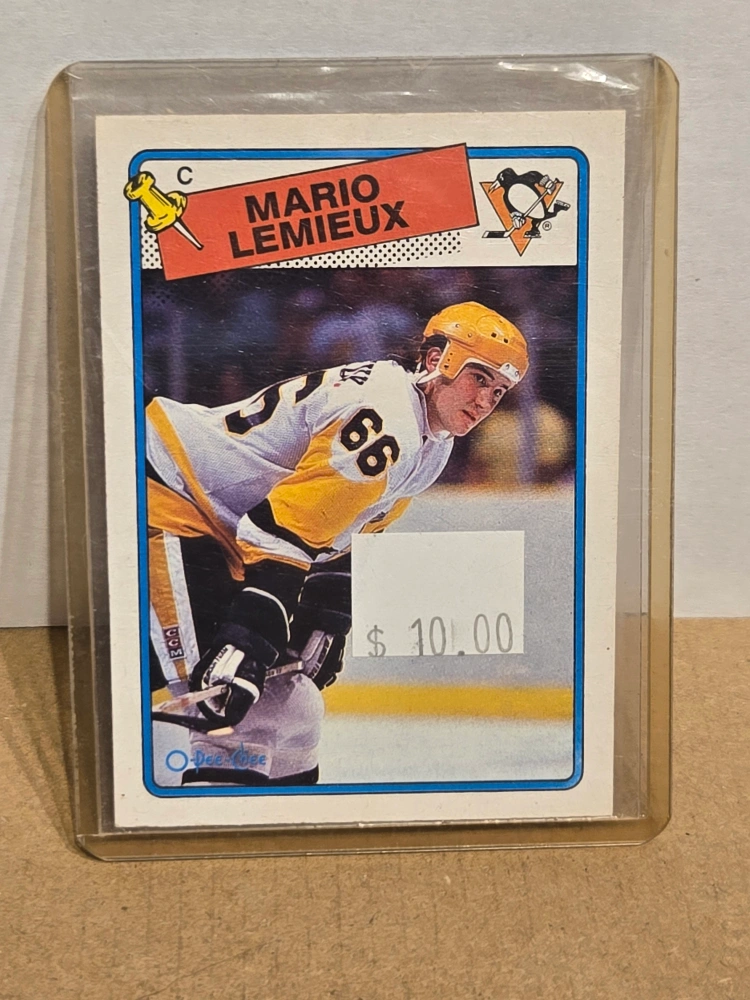 C
MARIO
LEMIEUX
®
66
CCM
$ 10.00
O-Pee-Chee